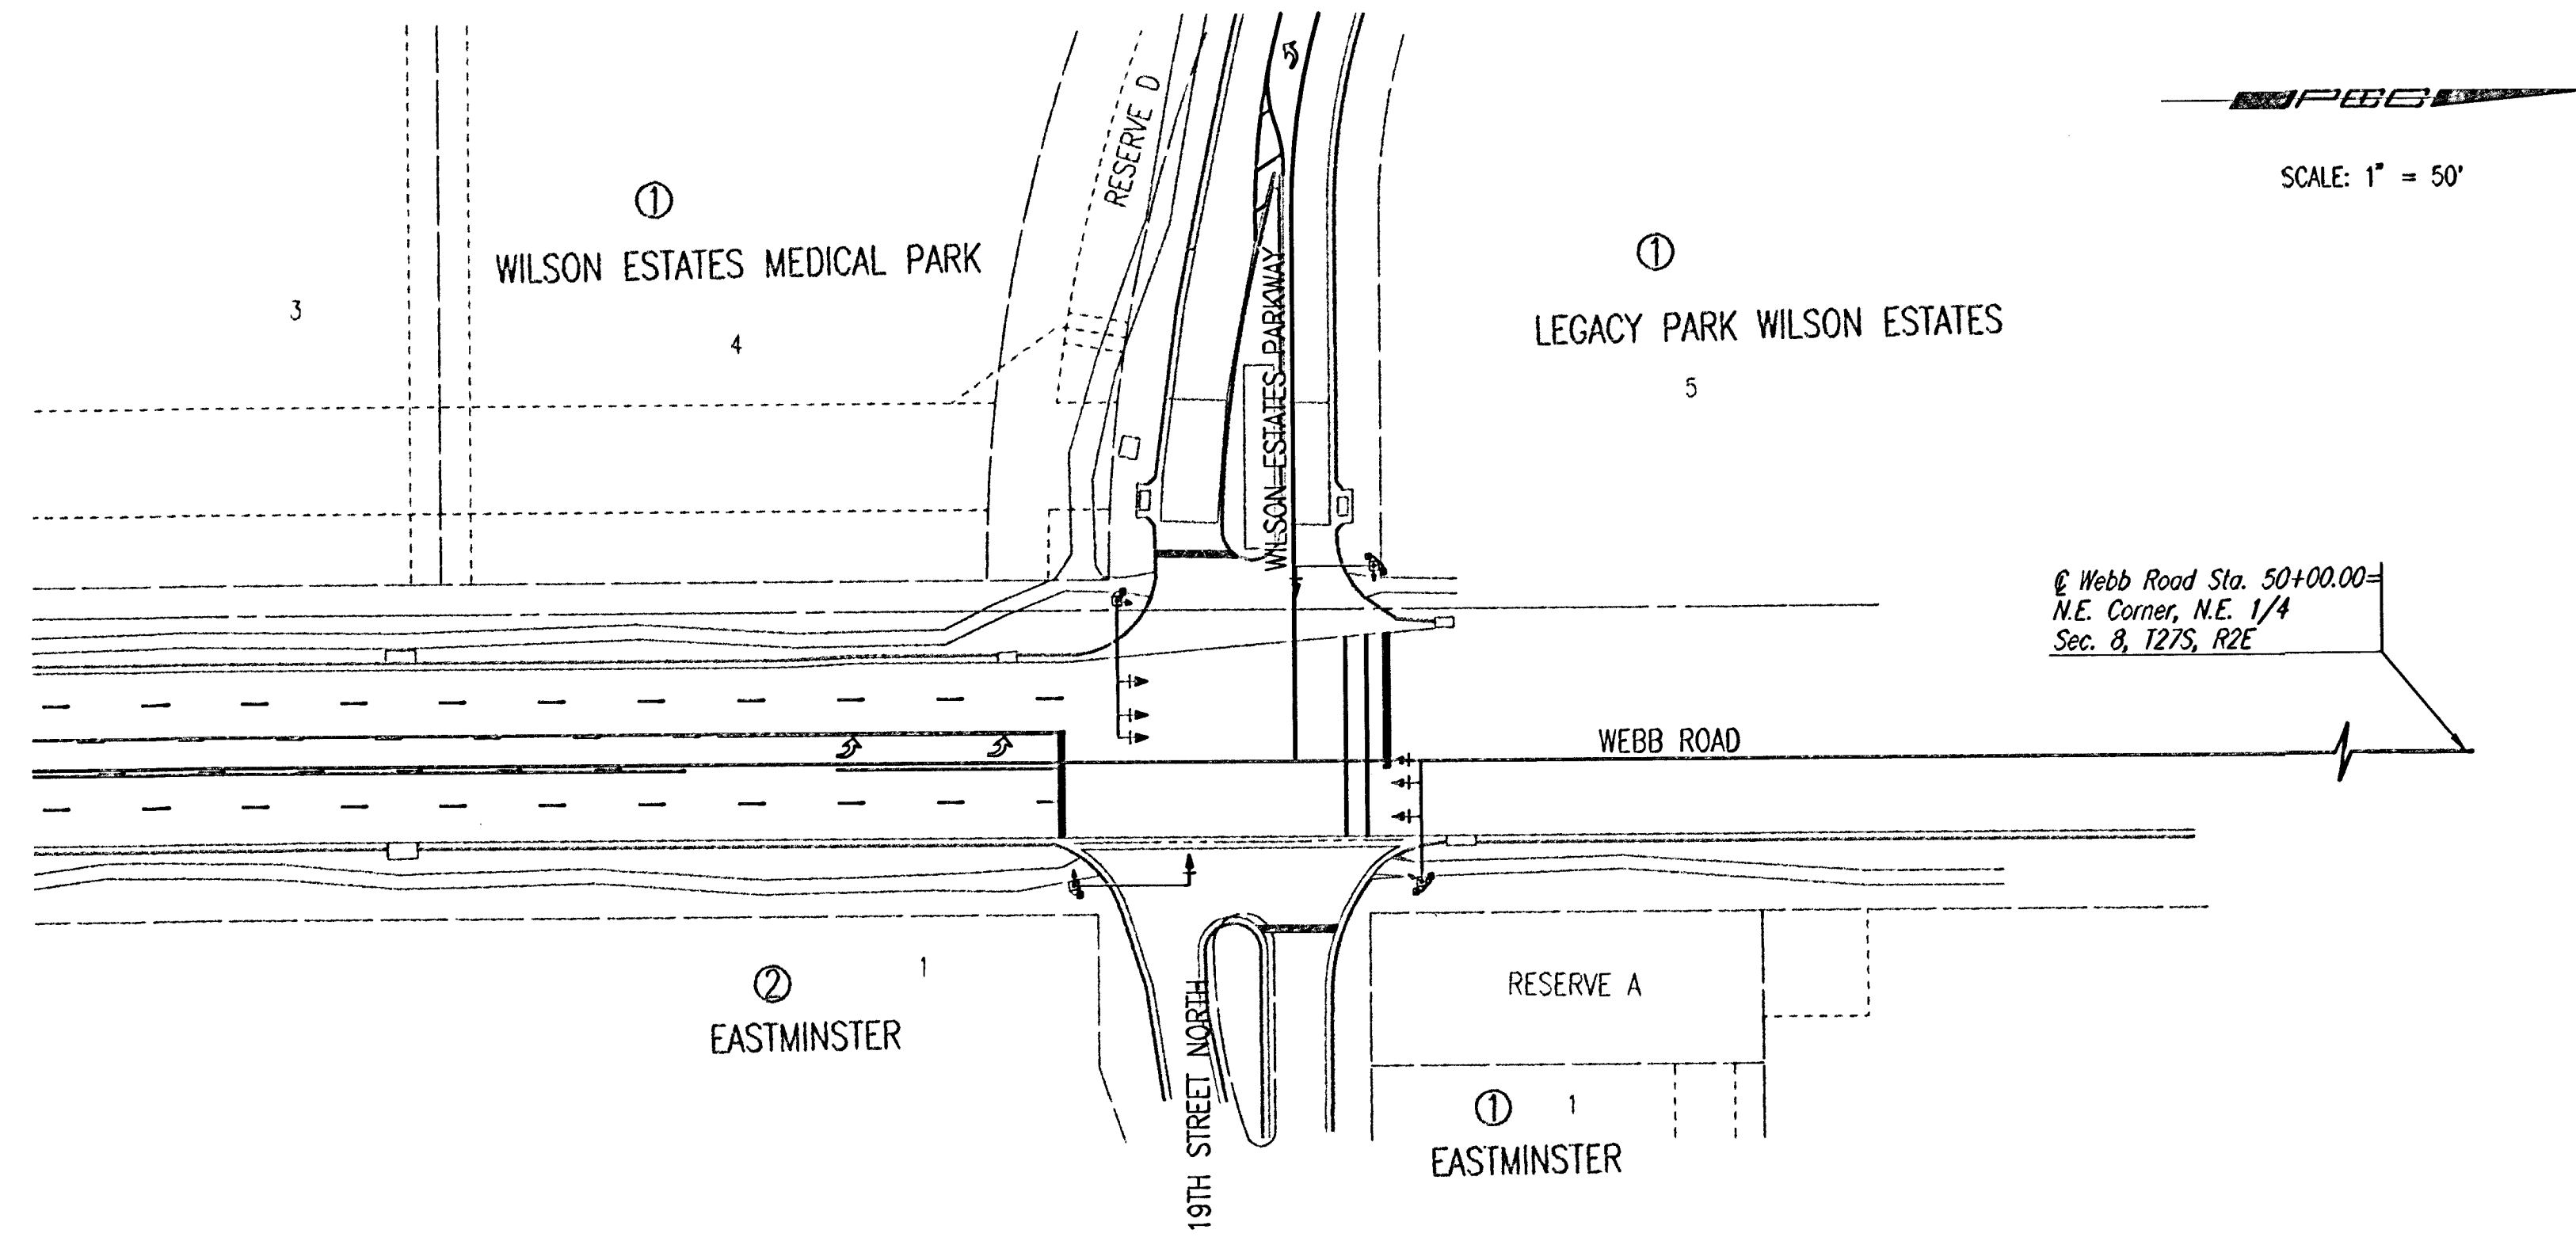 PEC
SCALE: 1" = 50'
RESERVE D
①
WILSON ESTATES MEDICAL PARK
3
4
①
LEGACY PARK WILSON ESTATES
5
WILSON ESTATES PARKWAY
℄ Webb Road Sta. 50+00.00=
N.E. Corner, N.E. 1/4
Sec. 8, T27S, R2E
WEBB ROAD
1
②
EASTMINSTER
19TH STREET NORTH
RESERVE A
① 1
EASTMINSTER